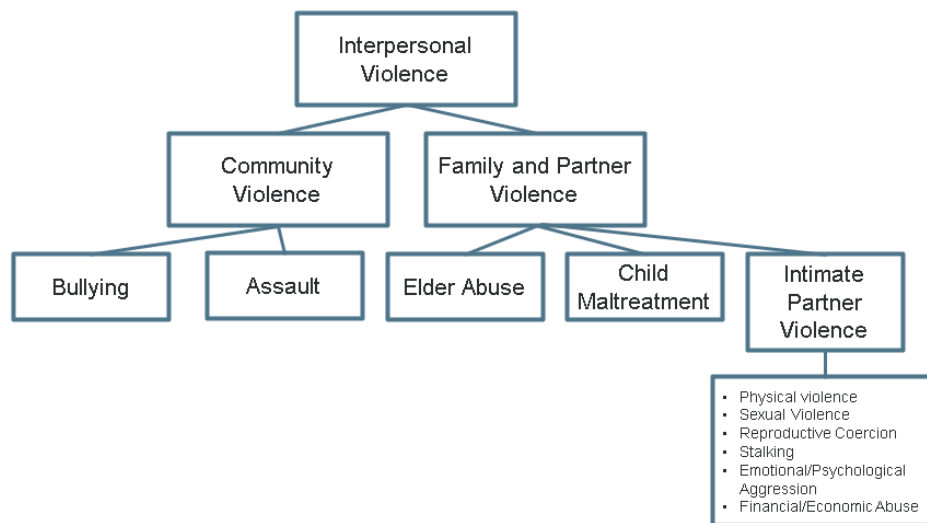 Interpersonal
Violence
Community
Violence
Family and Partner
Violence
Bullying
Assault
Elder Abuse
Child
Maltreatment
Intimate
Partner
Violence
▪ Physical violence
▪ Sexual Violence
▪ Reproductive Coercion
▪ Stalking
▪ Emotional/Psychological
Aggression
▪ Financial/Economic Abuse